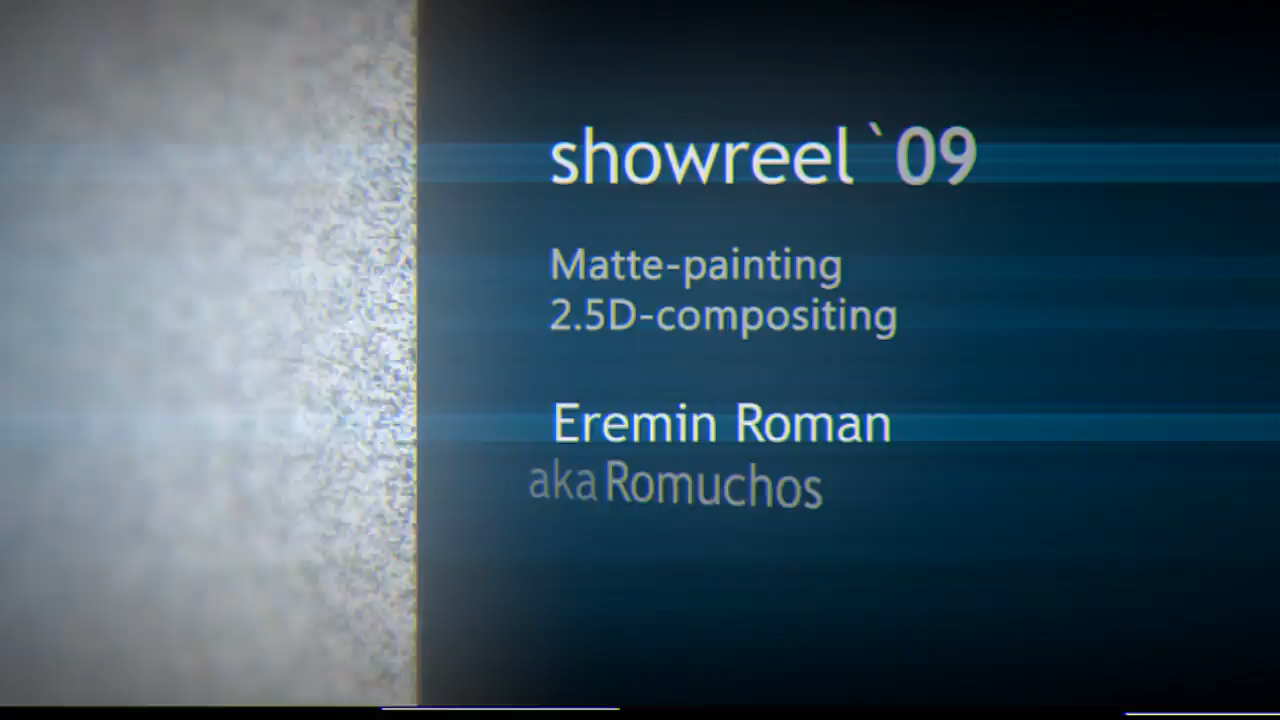 showreel `09
Matte-painting
2.5D-compositing
Eremin Roman
aka Romuchos